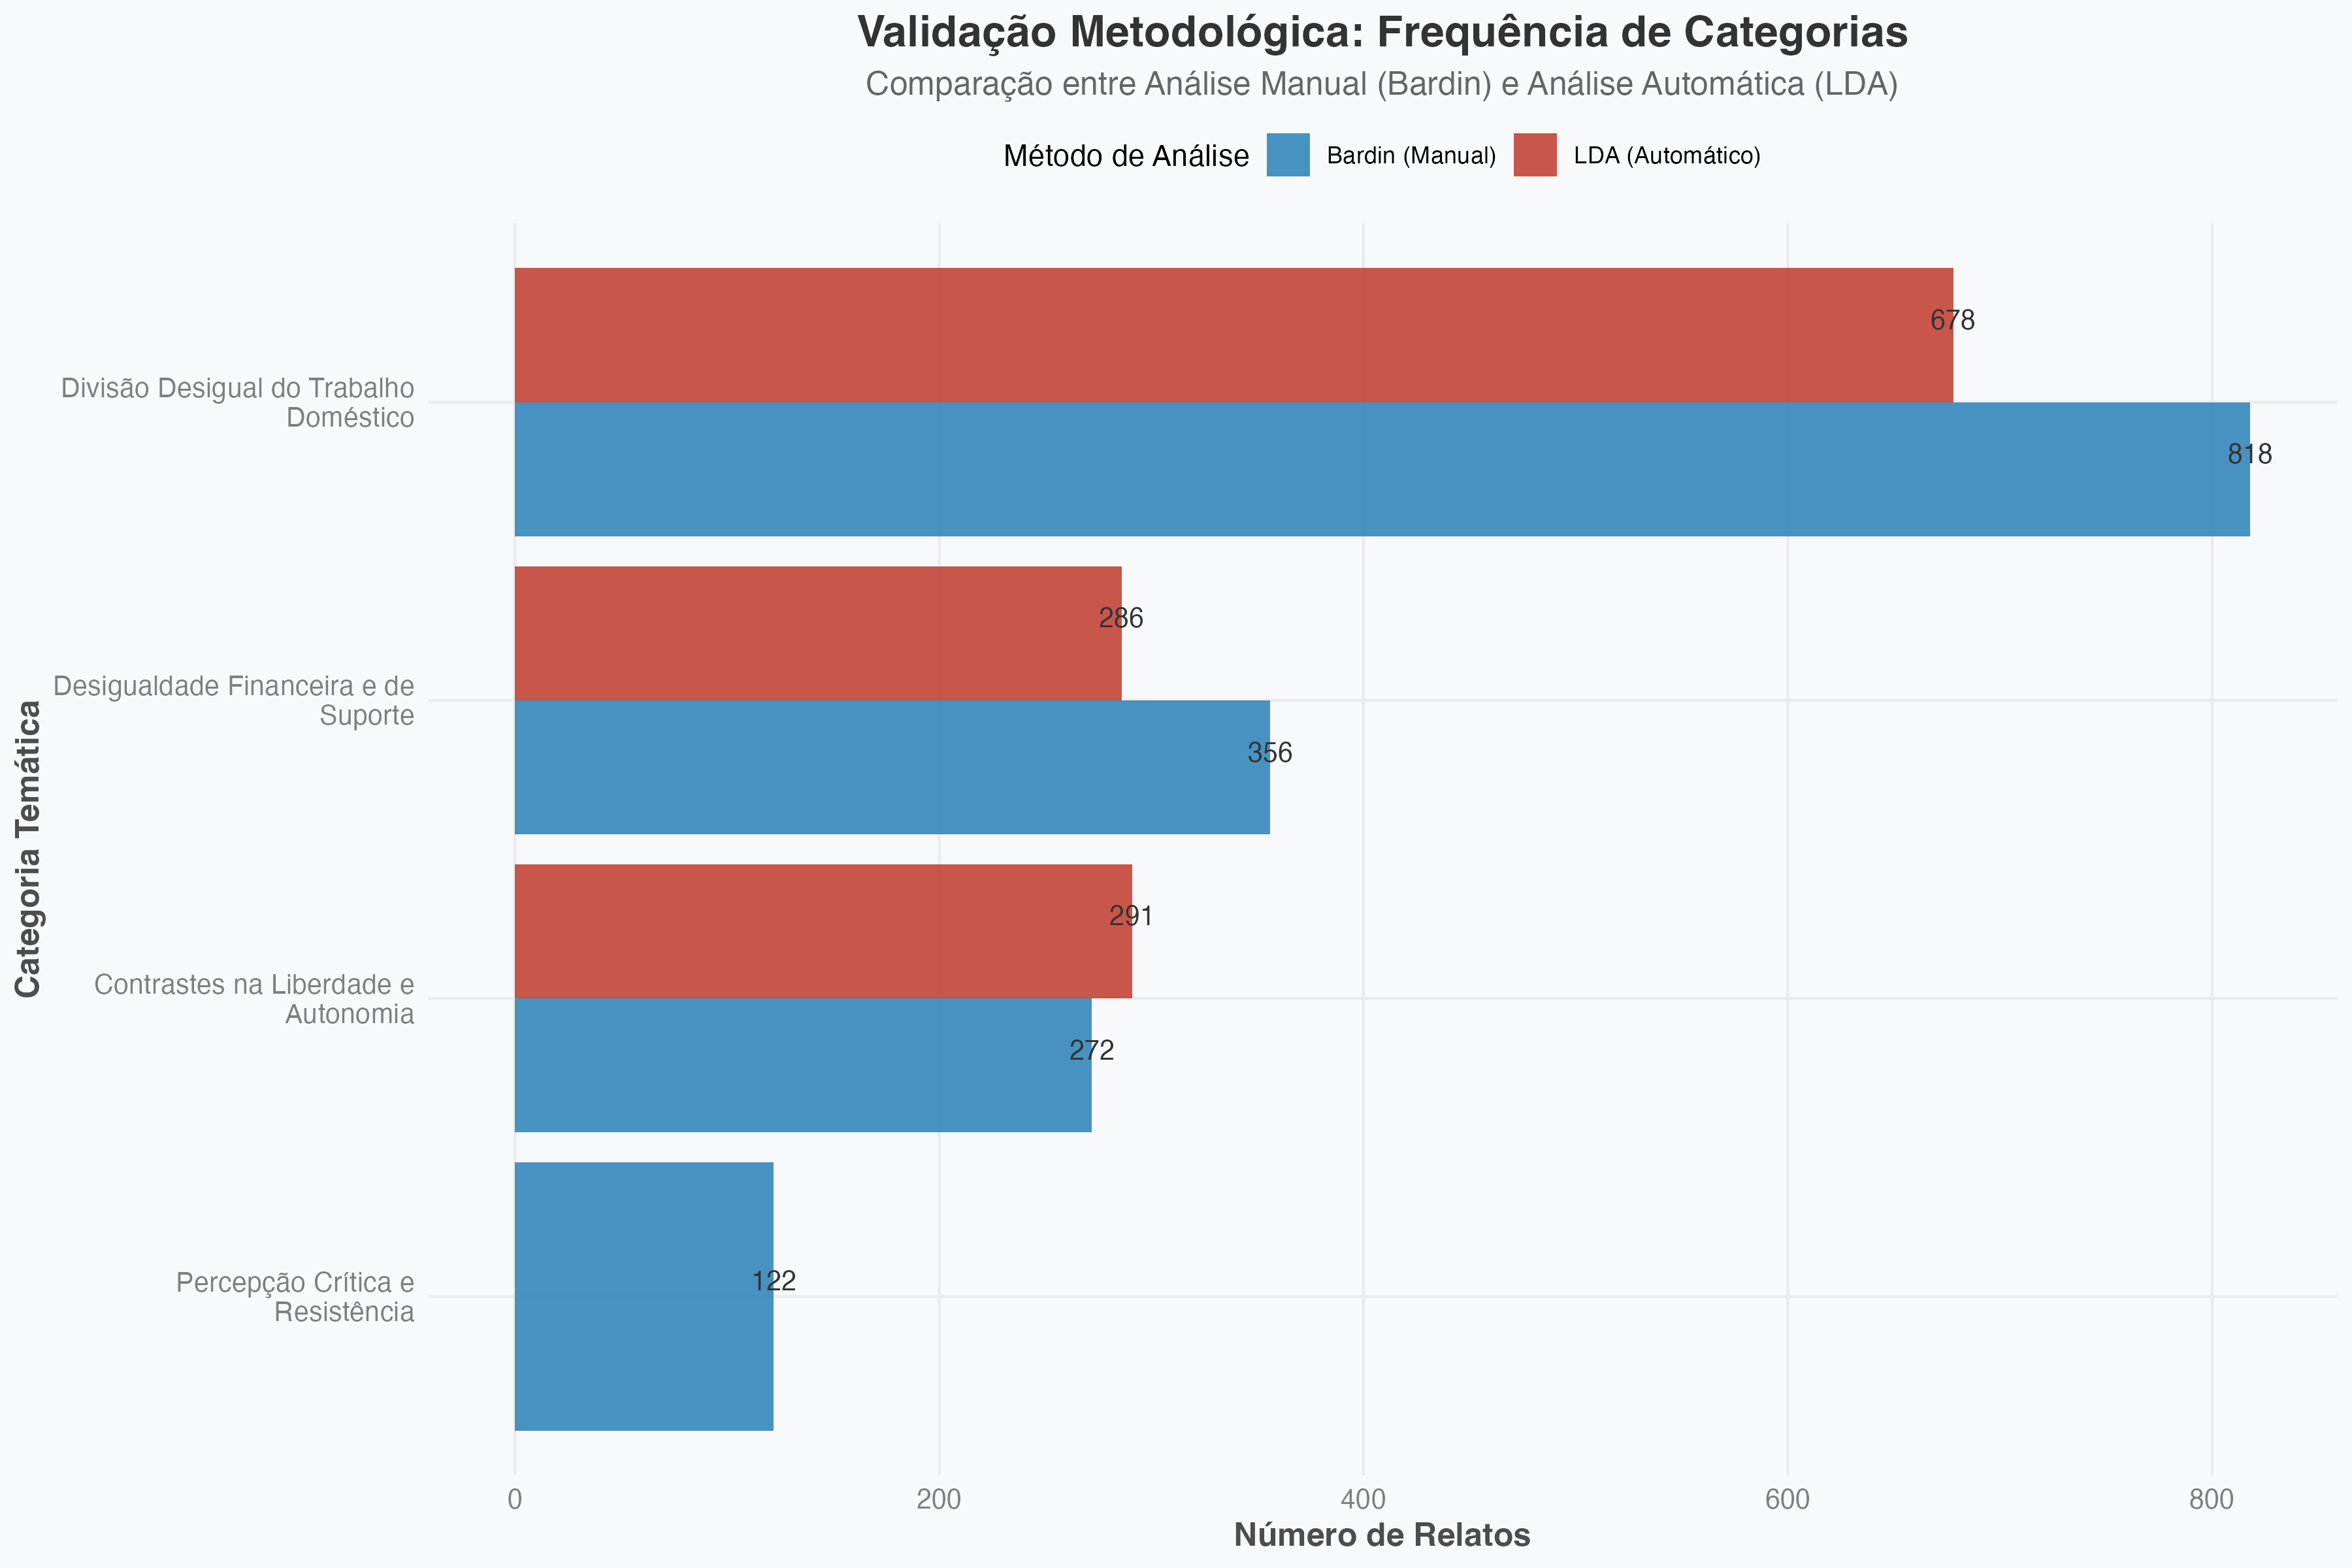 Validação Metodológica: Frequência de Categorias
Comparação entre Análise Manual (Bardin) e Análise Automática (LDA)
Método de Análise Bardin (Manual) LDA (Automático)
Categoria Temática
Divisão Desigual do Trabalho
Doméstico
678
818
Desigualdade Financeira e de
Suporte
286
356
Contrastes na Liberdade e
Autonomia
291
272
Percepção Crítica e
Resistência
122
0 200 400 600 800
Número de Relatos